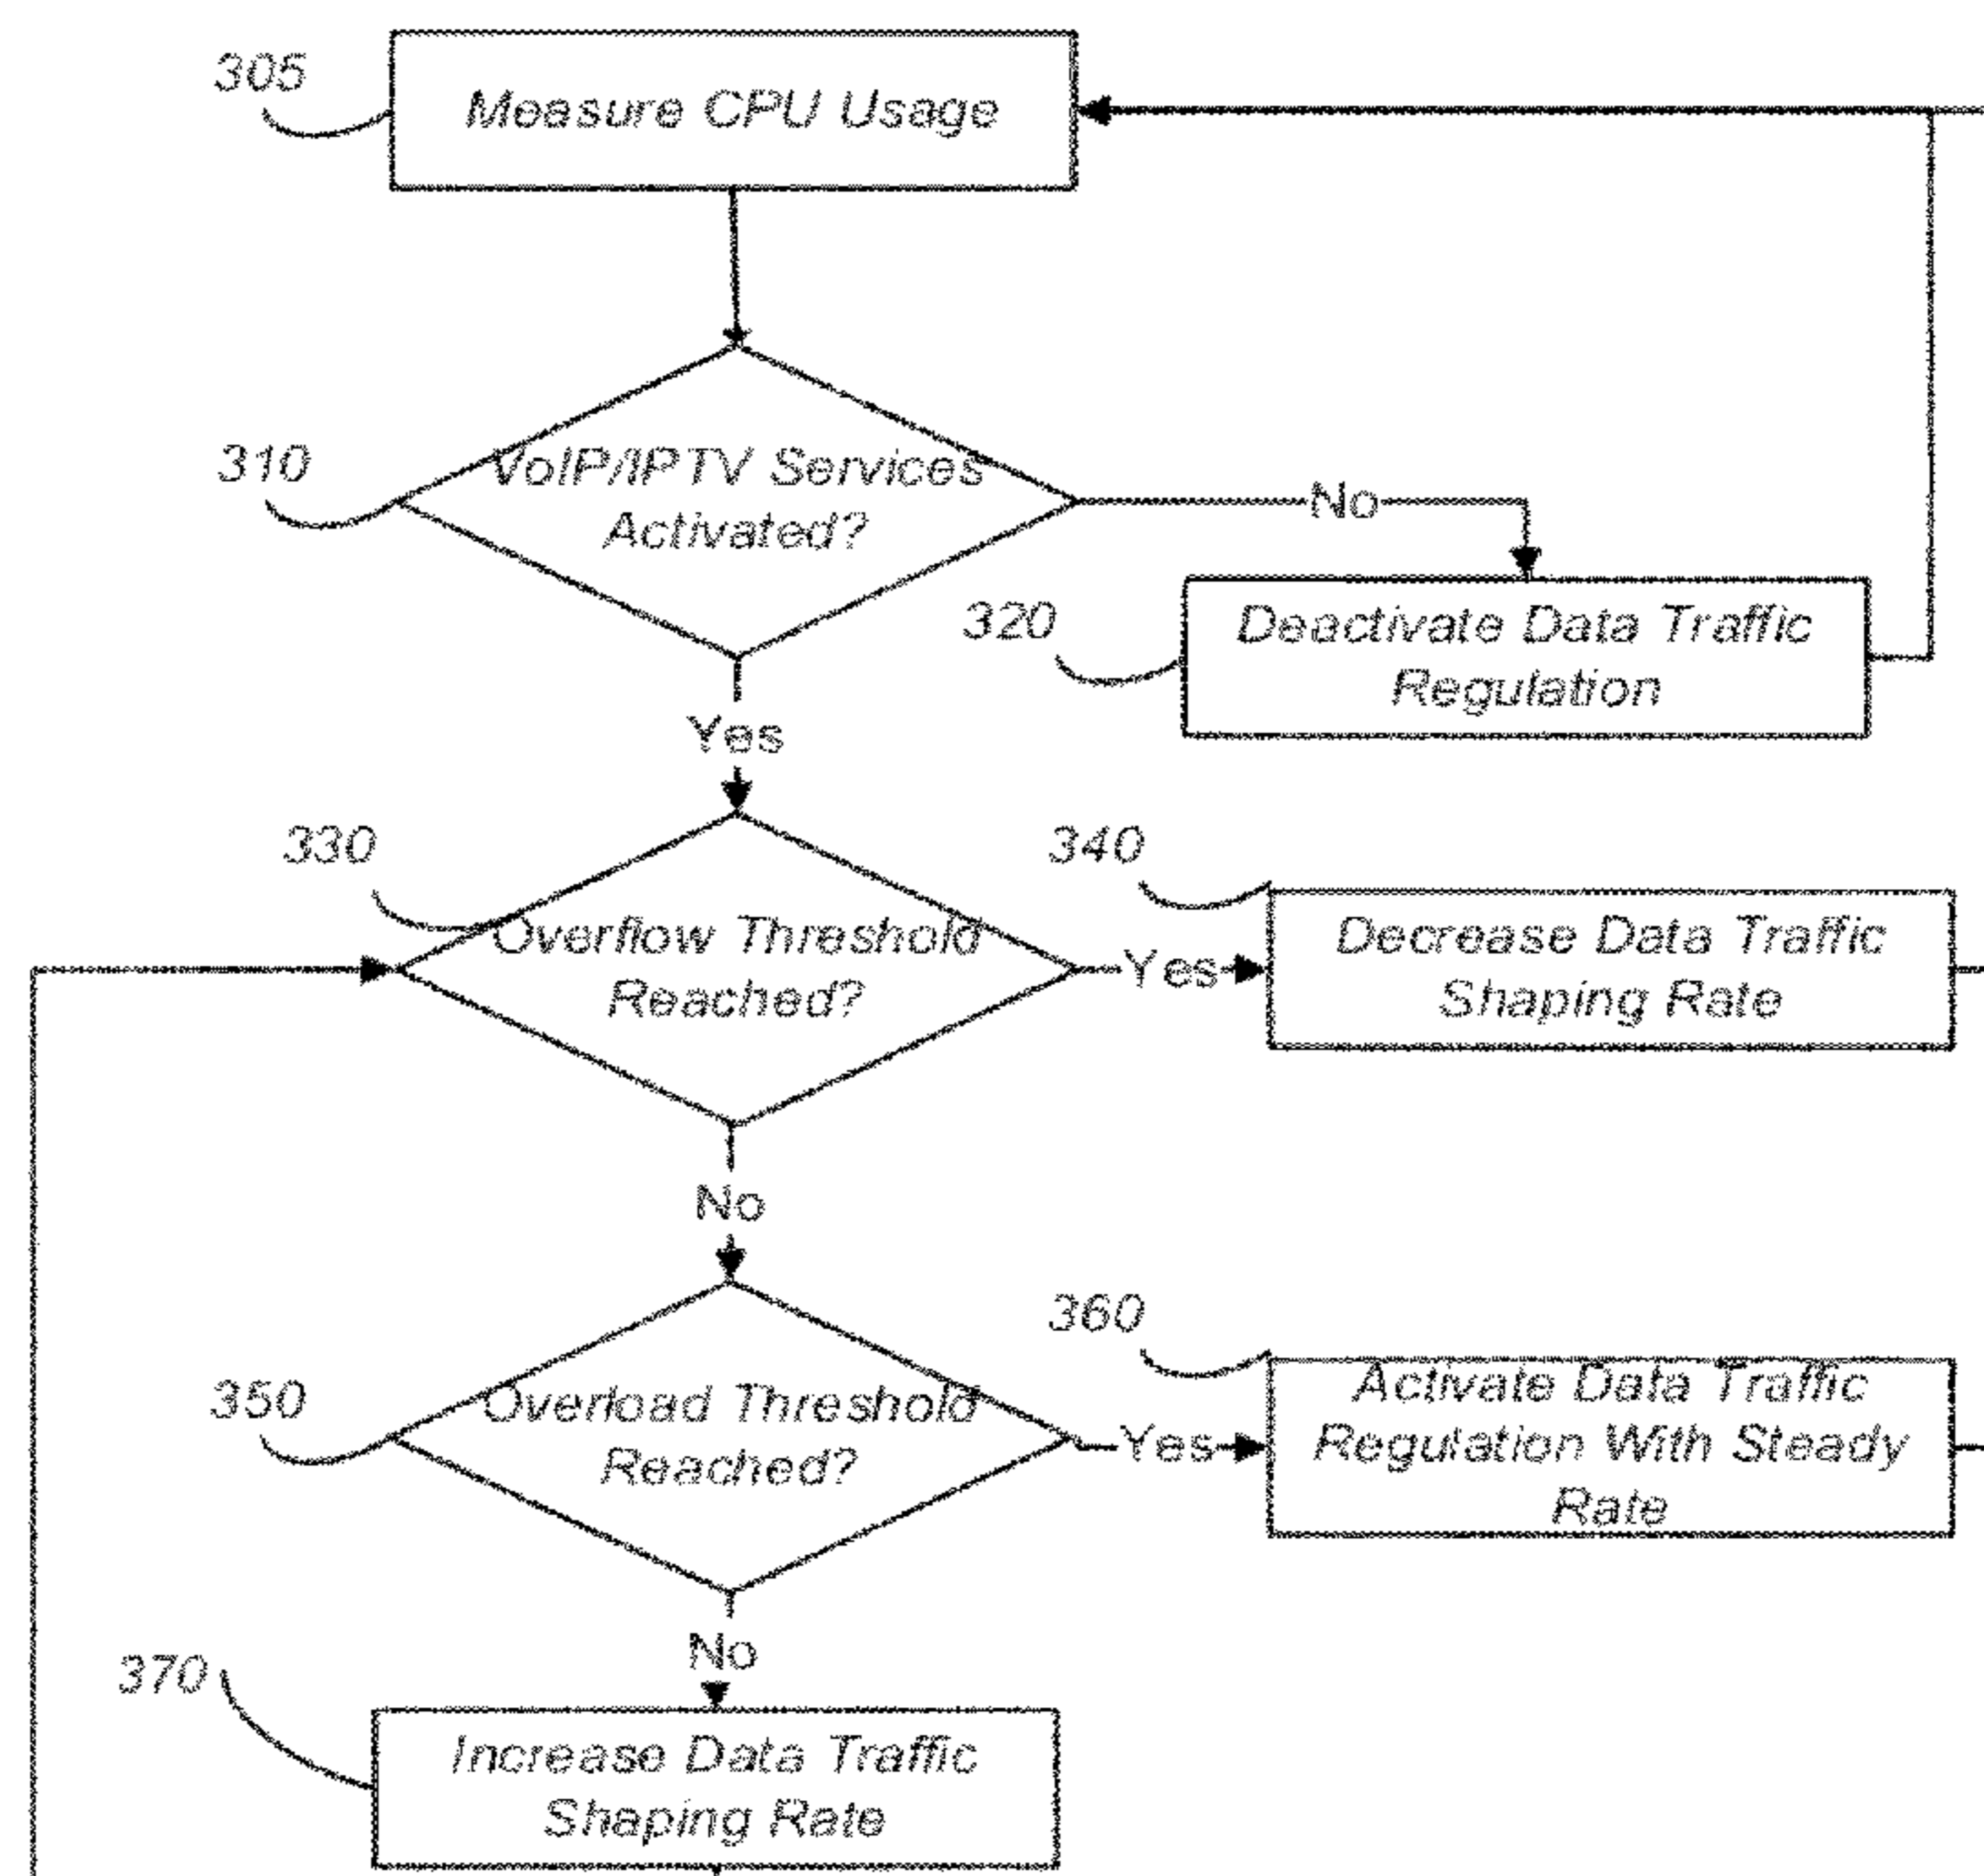 305
Measure CPU Usage
310
VoIP/IPTV Services
Activated?
No
320
Deactivate Data Traffic
Regulation
Yes
330
Overflow Threshold
Reached?
Yes
340
Decrease Data Traffic
Shaping Rate
No
350
Overload Threshold
Reached?
Yes
360
Activate Data Traffic
Regulation With Steady
Rate
No
370
Increase Data Traffic
Shaping Rate